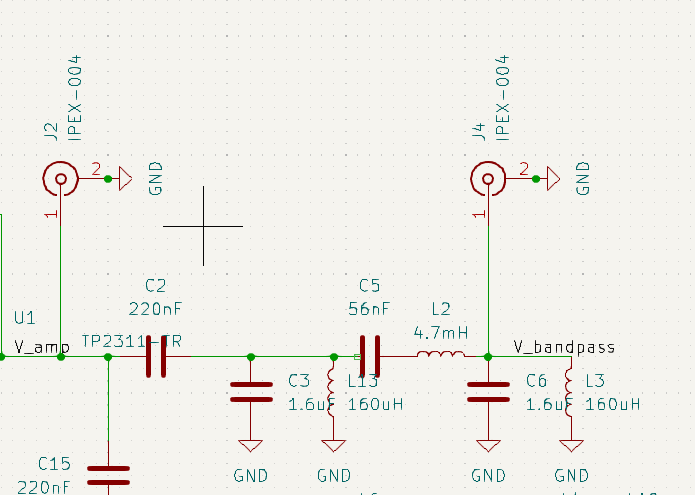 J2
IPEX-004
2
GND
1
J4
IPEX-004
2
GND
1
C2
220nF
C5
56nF
L2
4.7mH
U1
TP2311-TR
V_amp
V_bandpass
C3
1.6uF
L13
160uH
C6
1.6uF
L3
160uH
GND
GND
GND
GND
C15
220nF